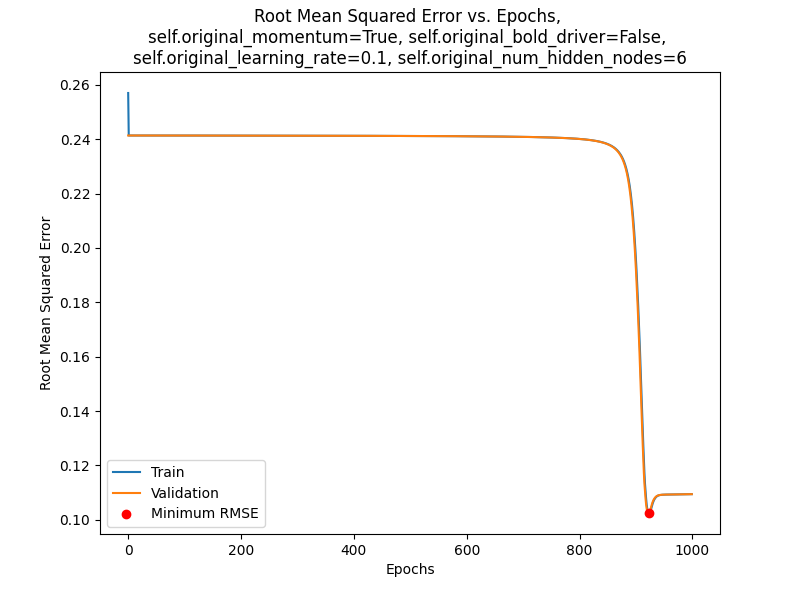 Root Mean Squared Error vs. Epochs,
self.original_momentum=True, self.original_bold_driver=False,
self.original_learning_rate=0.1, self.original_num_hidden_nodes=6
Root Mean Squared Error
0.26
0.24
0.22
0.20
0.18
0.16
0.14
0.12
0.10
Train
Validation
Minimum RMSE
0 200 400 600 800 1000
Epochs